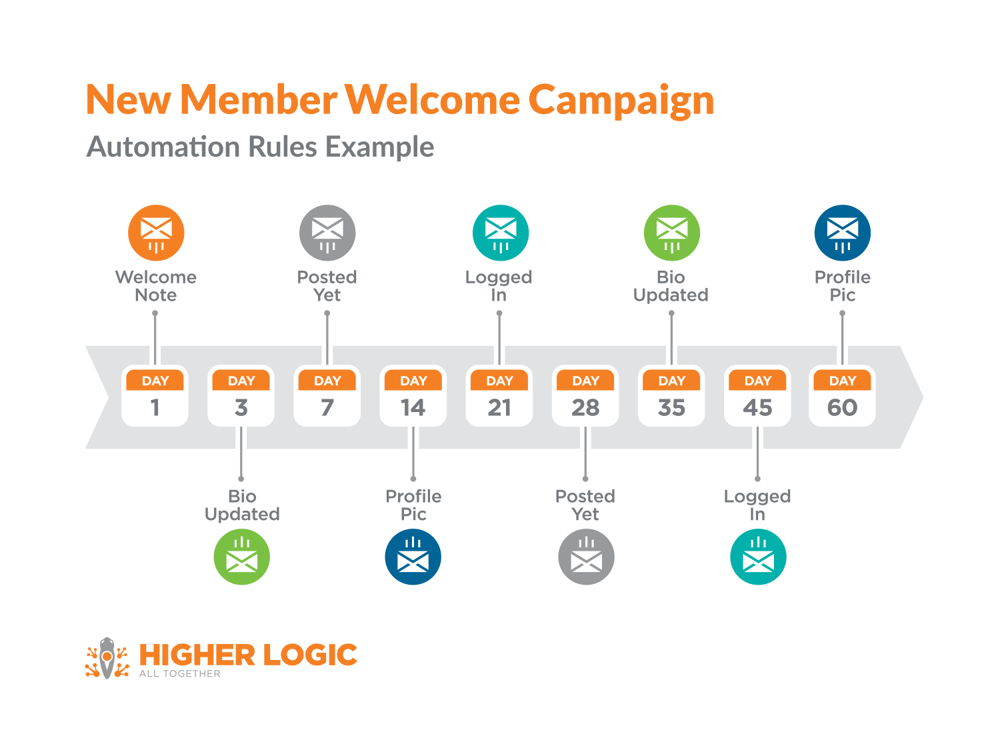 New Member Welcome Campaign
Automation Rules Example
Welcome
Note
Posted
Yet
Logged
In
Bio
Updated
Profile
Pic
DAY
1
DAY
3
DAY
7
DAY
14
DAY
21
DAY
28
DAY
35
DAY
45
DAY
60
Bio
Updated
Profile
Pic
Posted
Yet
Logged
In
HIGHER LOGIC
ALL TOGETHER